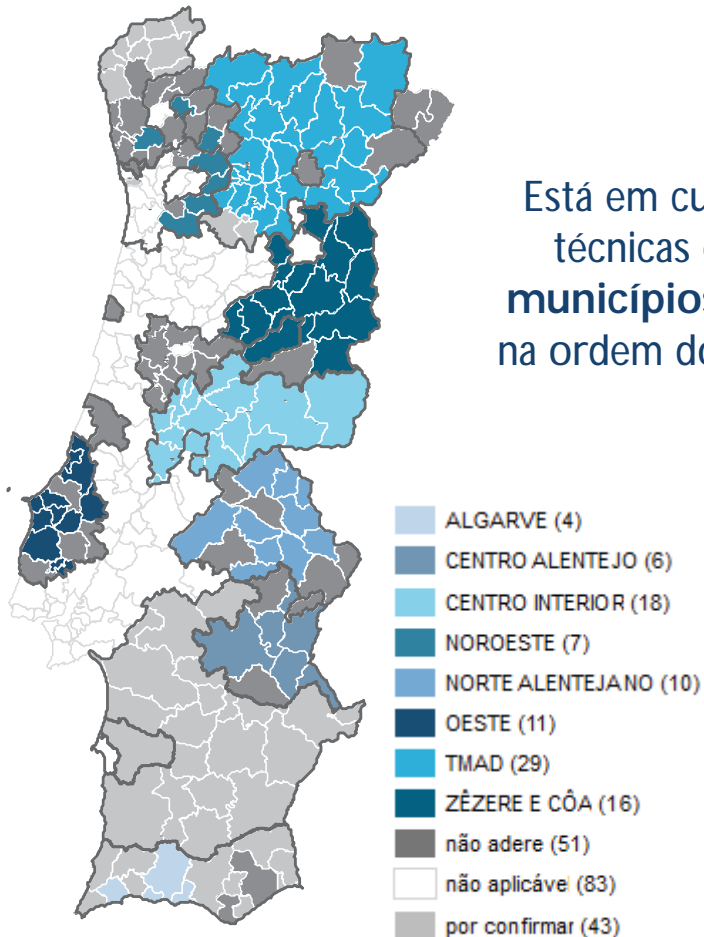 Está em cu
técnicas
municípios
na ordem do
ALGARVE (4)
CENTRO ALENTEJO (6)
CENTRO INTERIOR (18)
NOROESTE (7)
NORTE ALENTEJANO (10)
OESTE (11)
TMAD (29)
ZÊZERE E CÔA (16)
não adere (51)
não aplicável (83)
por confirmar (43)